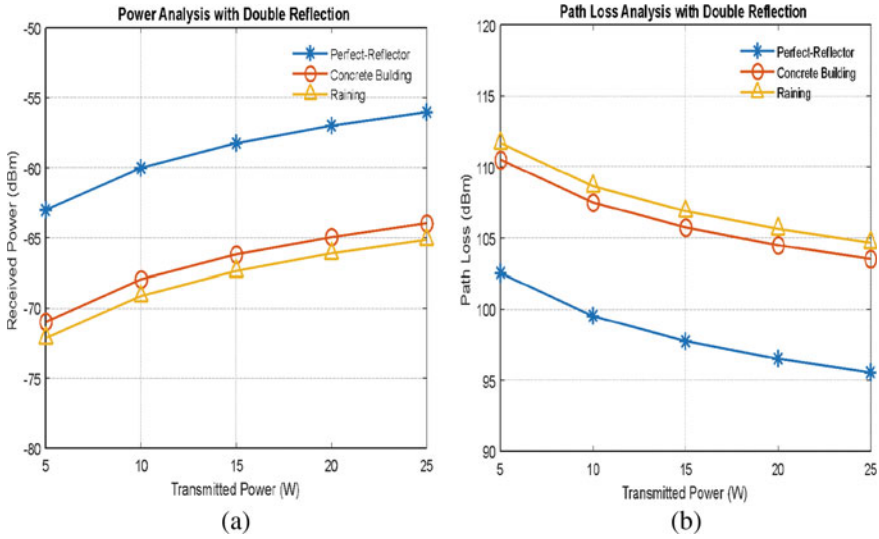 Power Analysis with Double Reflection
-50
-55
-60
-65
-70
-75
-80
Received Power (dBm)
Perfect-Reflector
Concrete Building
Raining
5 10 15 20 25
Transmitted Power (W)
(a)
Path Loss Analysis with Double Reflection
120
115
110
105
100
95
90
Path Loss (dBm)
Perfect-Reflector
Concrete Building
Raining
5 10 15 20 25
Transmitted Power (W)
(b)